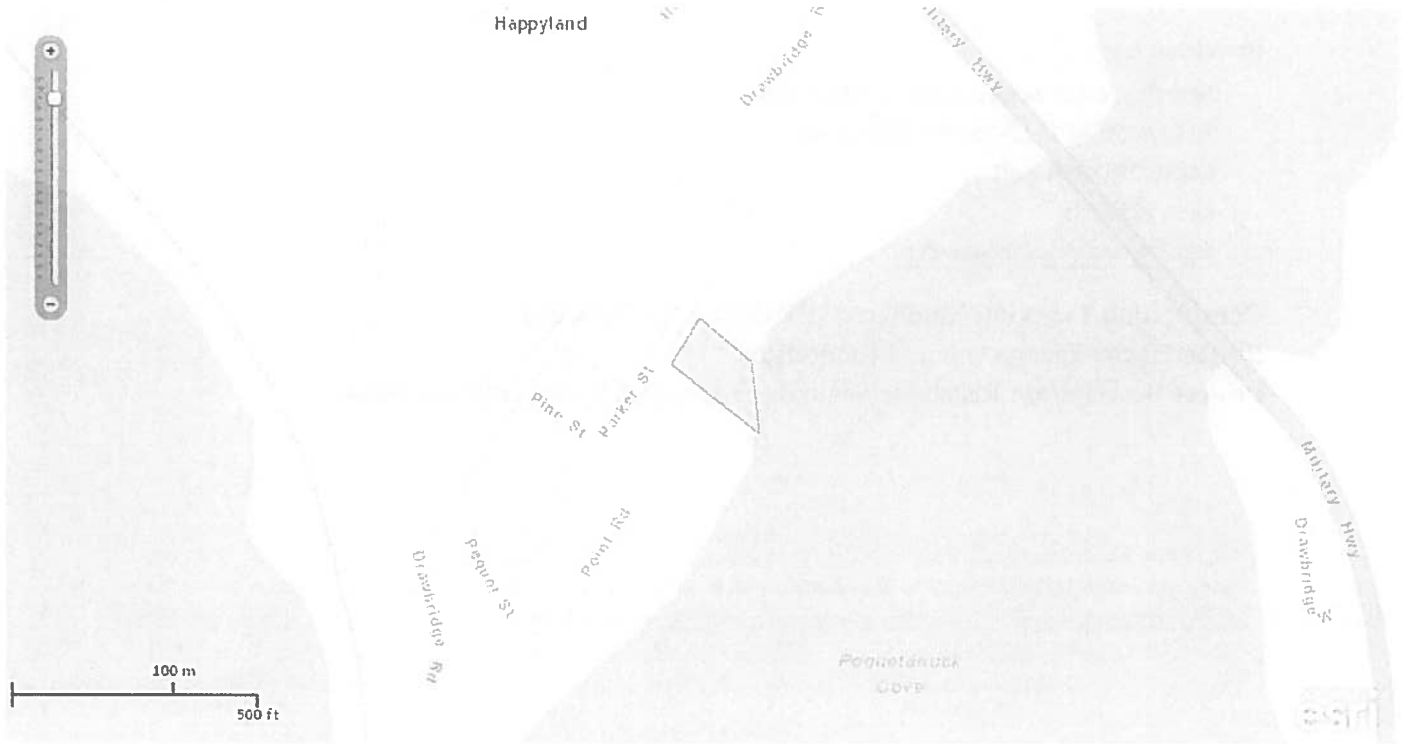 Happyland
Drawbridge
Military Hwy
Parker St
Pine St
Point Rd
Pequot St
Drawbridge Rd
Military Hwy
Drawbridge
Poquetanuck
Cove
100 m
500 ft